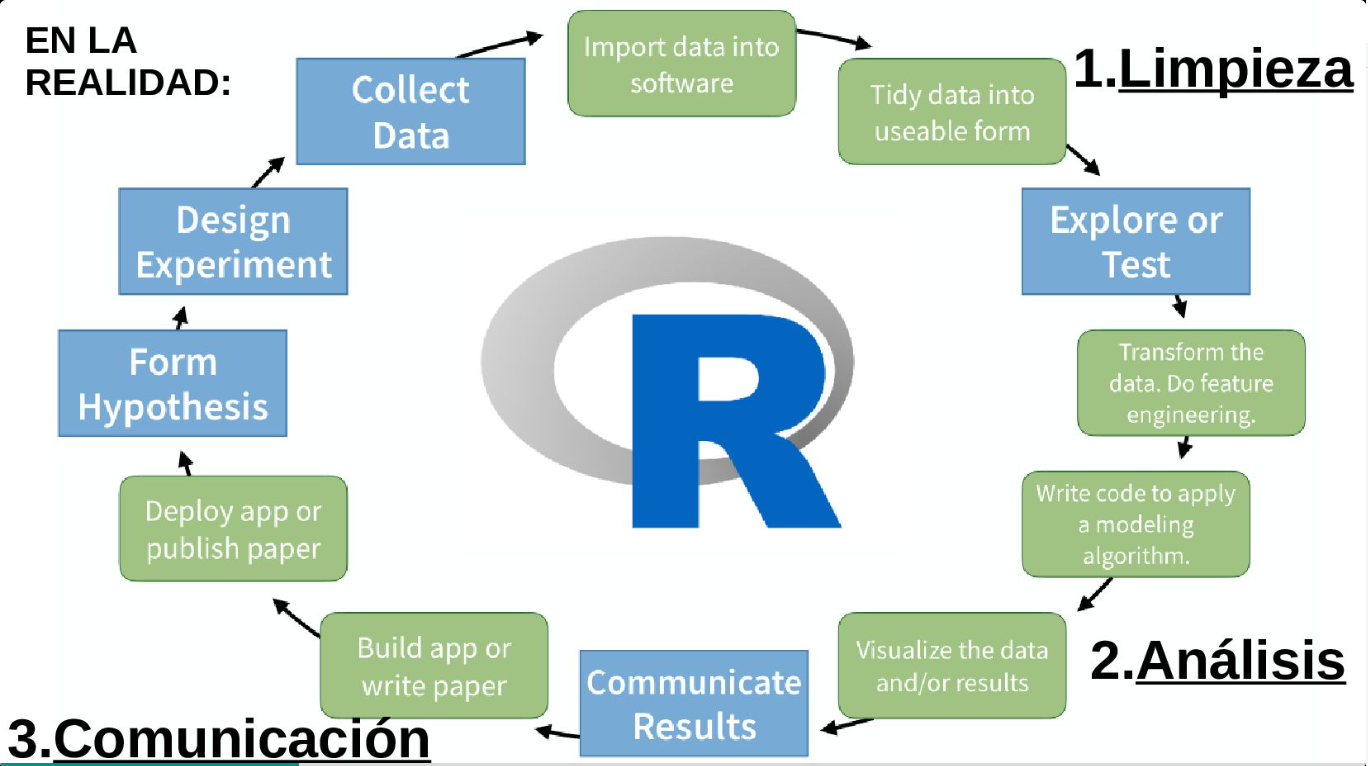 EN LA
REALIDAD:
Collect
Data
Import data into
software
Tidy data into
useable form
1.Limpieza
Explore or
Test
Transform the
data. Do feature
engineering.
Write code to apply
a modeling
algorithm.
2.Análisis
Visualize the data
and/or results
Communicate
Results
Build app or
write paper
3.Comunicación
Deploy app or
publish paper
Form
Hypothesis
Design
Experiment
R